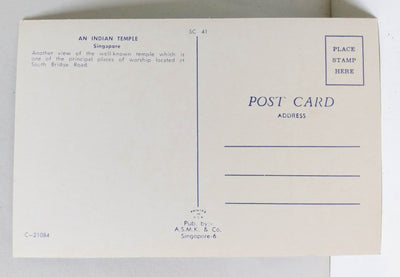 AN INDIAN TEMPLE
Singapore
Another view of the well-known temple which is
one of the principal places of worship located at
South Bridge Road.
SC 41
PLACE
STAMP
HERE
POST CARD
ADDRESS
Pub. by:-
A.S.M.K. & Co.
Singapore-6.
C-21084